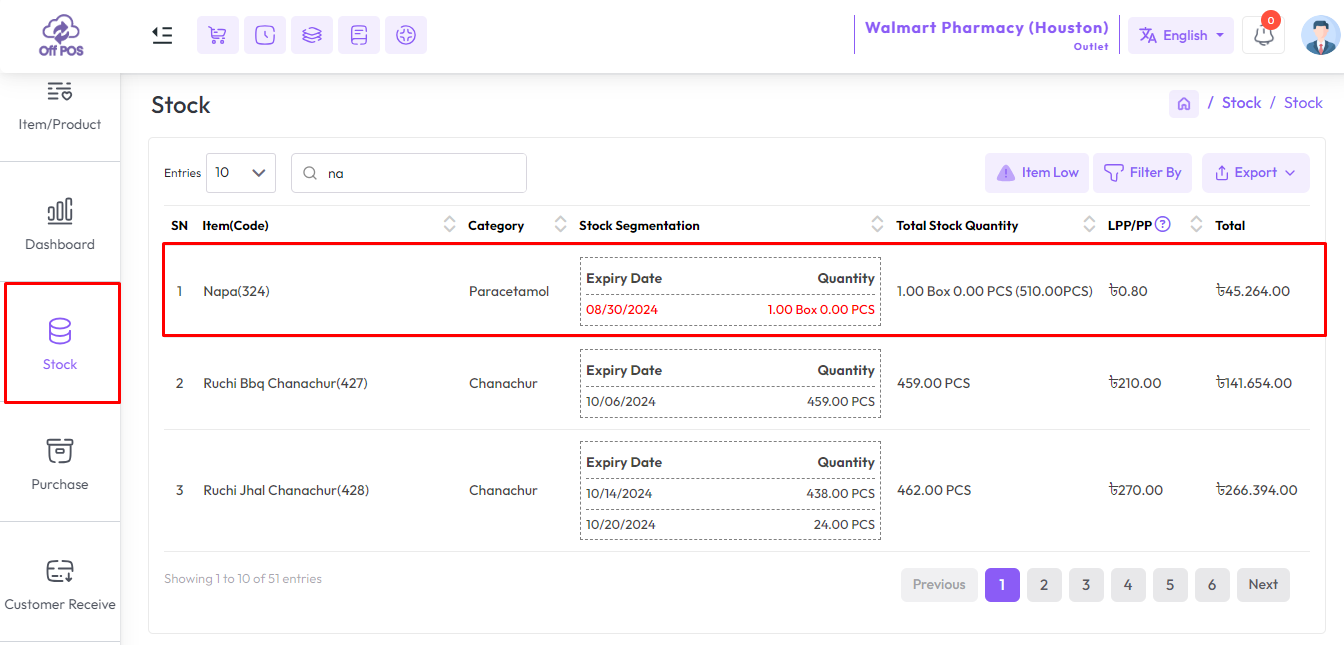 Off POS
Walmart Pharmacy (Houston)
Outlet
English
0
Item/Product
Dashboard
Stock
Purchase
Customer Receive
Stock
/ Stock / Stock
Entries 10 na
Item Low Filter By Export
SN Item(Code) Category Stock Segmentation Total Stock Quantity LPP/PP ? Total
Expiry Date Quantity
1 Napa(324) Paracetamol 1.00 Box 0.00 PCS (510.00PCS) ৳0.80 ৳45.264.00
08/30/2024 1.00 Box 0.00 PCS
Expiry Date Quantity
2 Ruchi Bbq Chanachur(427) Chanachur 459.00 PCS ৳210.00 ৳141.654.00
10/06/2024 459.00 PCS
Expiry Date Quantity
3 Ruchi Jhal Chanachur(428) Chanachur 10/14/2024 438.00 PCS 462.00 PCS ৳270.00 ৳266.394.00
10/20/2024 24.00 PCS
Showing 1 to 10 of 51 entries
Previous 1 2 3 4 5 6 Next